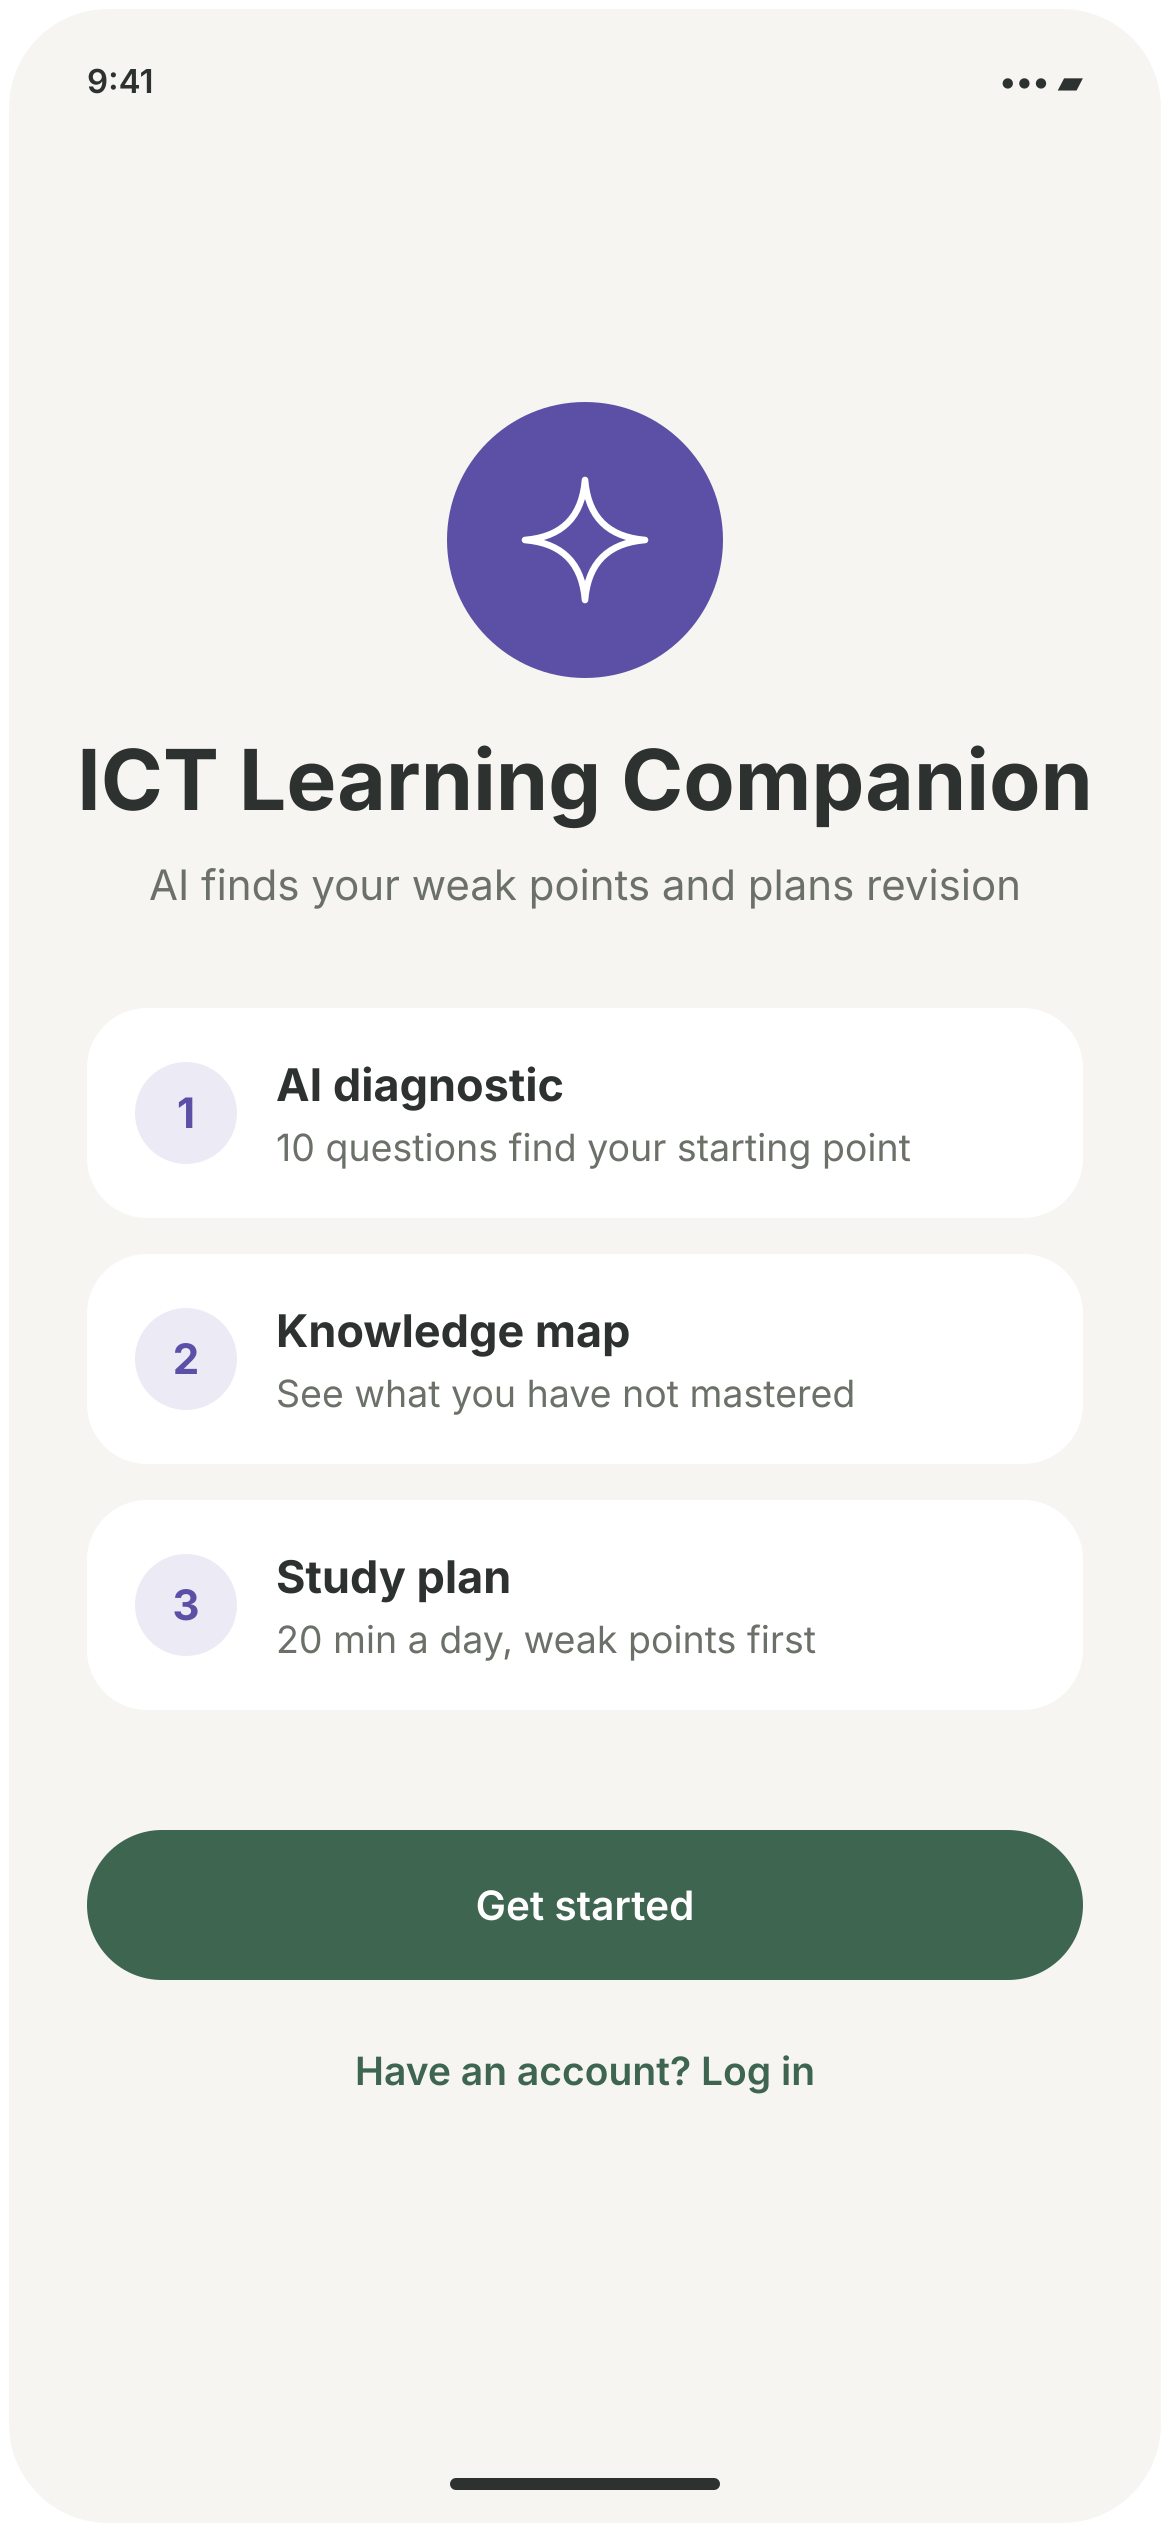 9:41
ICT Learning Companion
AI finds your weak points and plans revision
1
AI diagnostic
10 questions find your starting point
2
Knowledge map
See what you have not mastered
3
Study plan
20 min a day, weak points first
Get started
Have an account? Log in